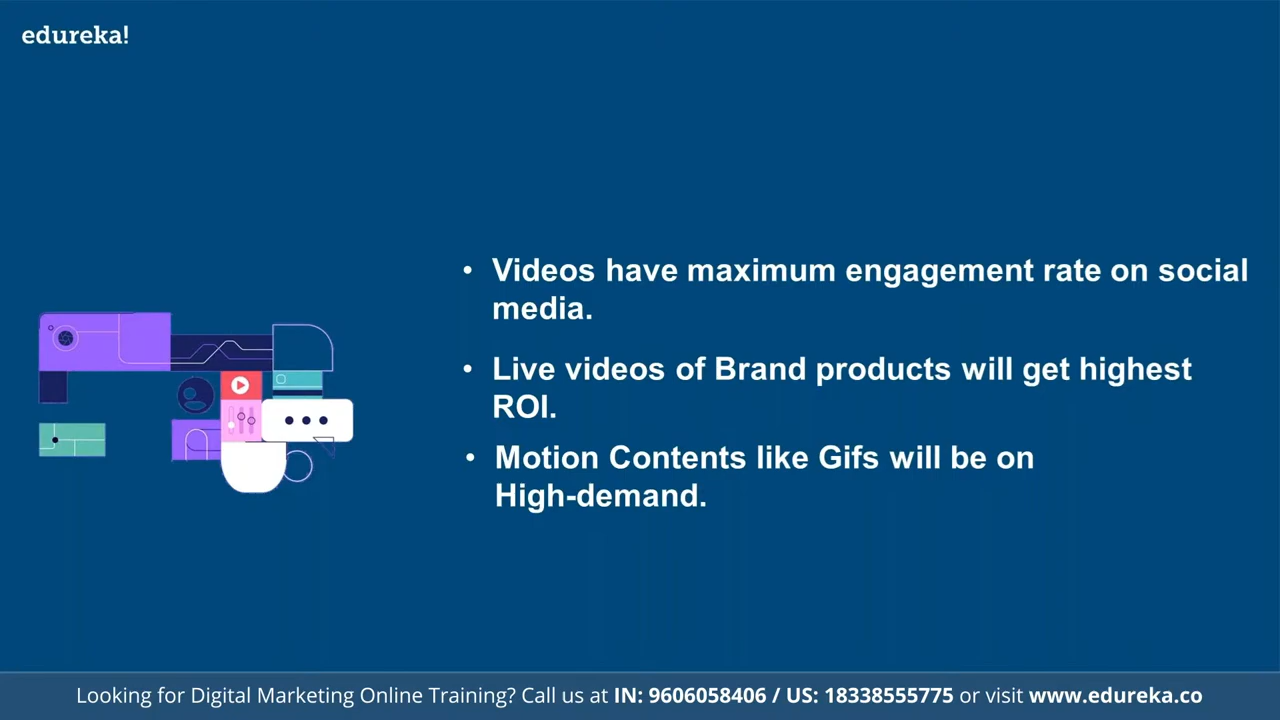 edureka!
• Videos have maximum engagement rate on social
media.
• Live videos of Brand products will get highest
ROI.
• Motion Contents like Gifs will be on
High-demand.
Looking for Digital Marketing Online Training? Call us at IN: 9606058406 / US: 18338555775 or visit www.edureka.co